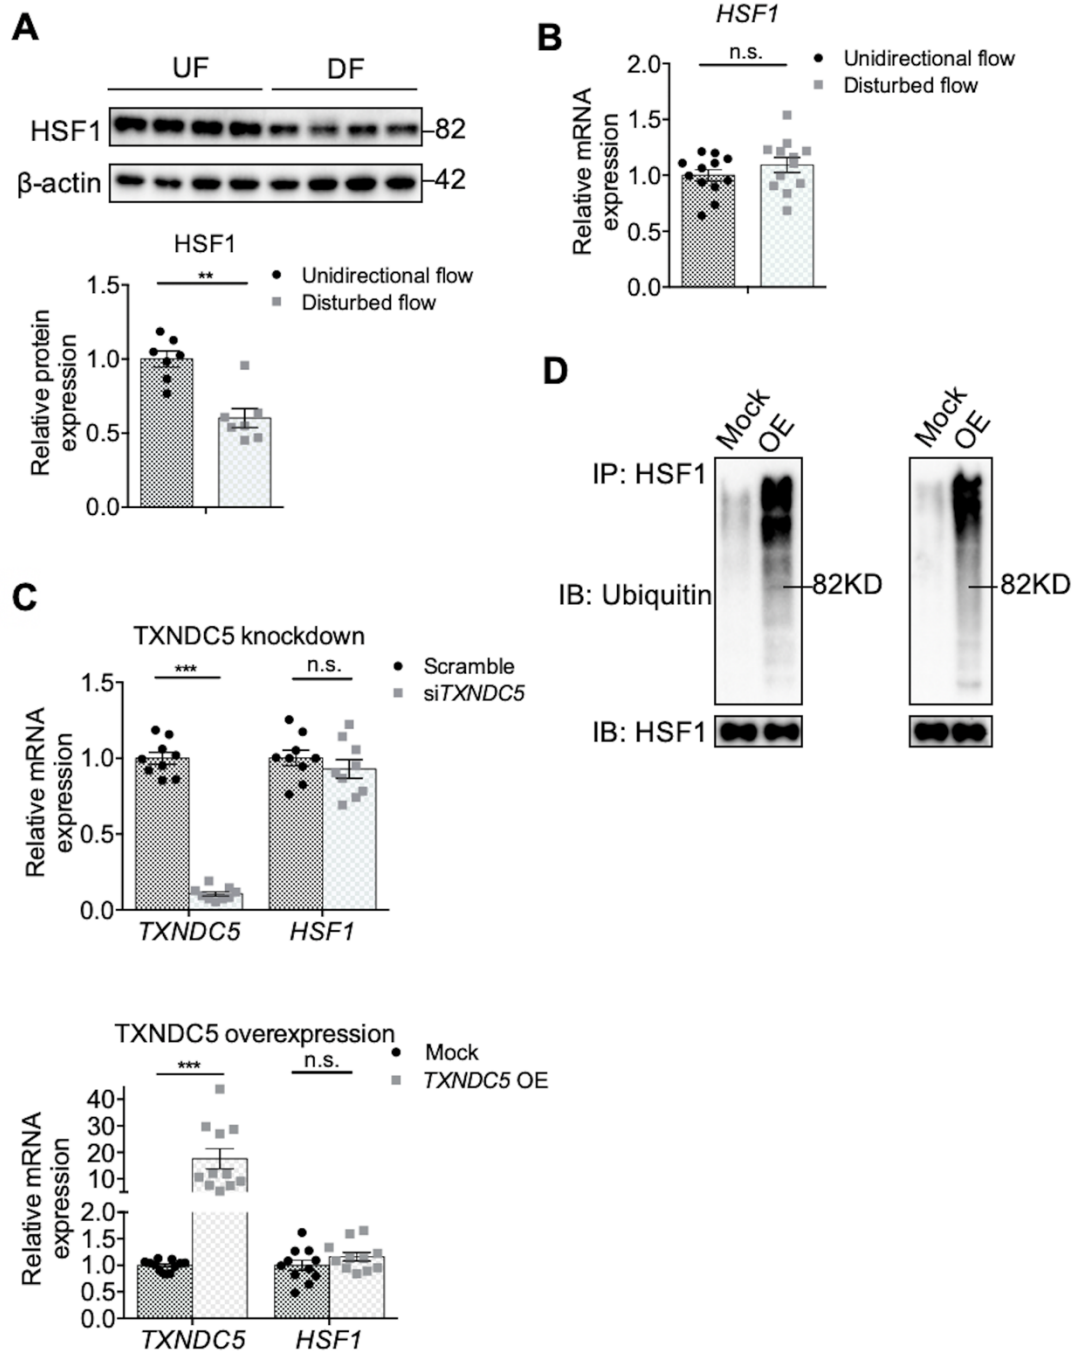 A
UF DF
HSF1 82
β-actin 42
HSF1
**
Unidirectional flow
Disturbed flow
Relative protein
expression
1.5
1.0
0.5
0.0
B
HSF1
n.s.
Unidirectional flow
Disturbed flow
Relative mRNA
expression
2.0
1.5
1.0
0.5
0.0
C
TXNDC5 knockdown
*** n.s.
Scramble
siTXNDC5
Relative mRNA
expression
1.5
1.0
0.5
0.0
TXNDC5 HSF1
TXNDC5 overexpression
*** n.s.
Mock
TXNDC5 OE
Relative mRNA
expression
40
30
20
10
2.0
1.5
1.0
0.5
0.0
TXNDC5 HSF1
D
Mock OE Mock OE
IP: HSF1
IB: Ubiquitin 82KD 82KD
IB: HSF1